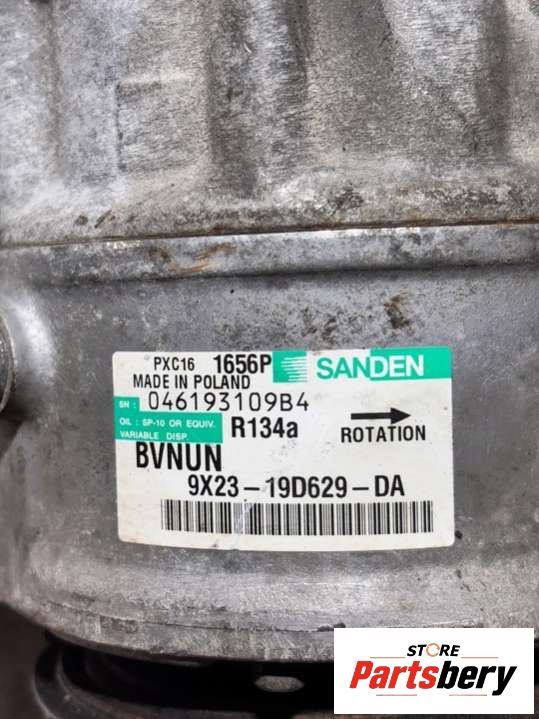 PXC16 1656P SANDEN
MADE IN POLAND
SN: 046193109B4
OIL: SP-10 OR EQUIV.
VARIABLE DISP.
R134a
ROTATION
BVNUN
9X23-19D629-DA
STORE
Partsbery